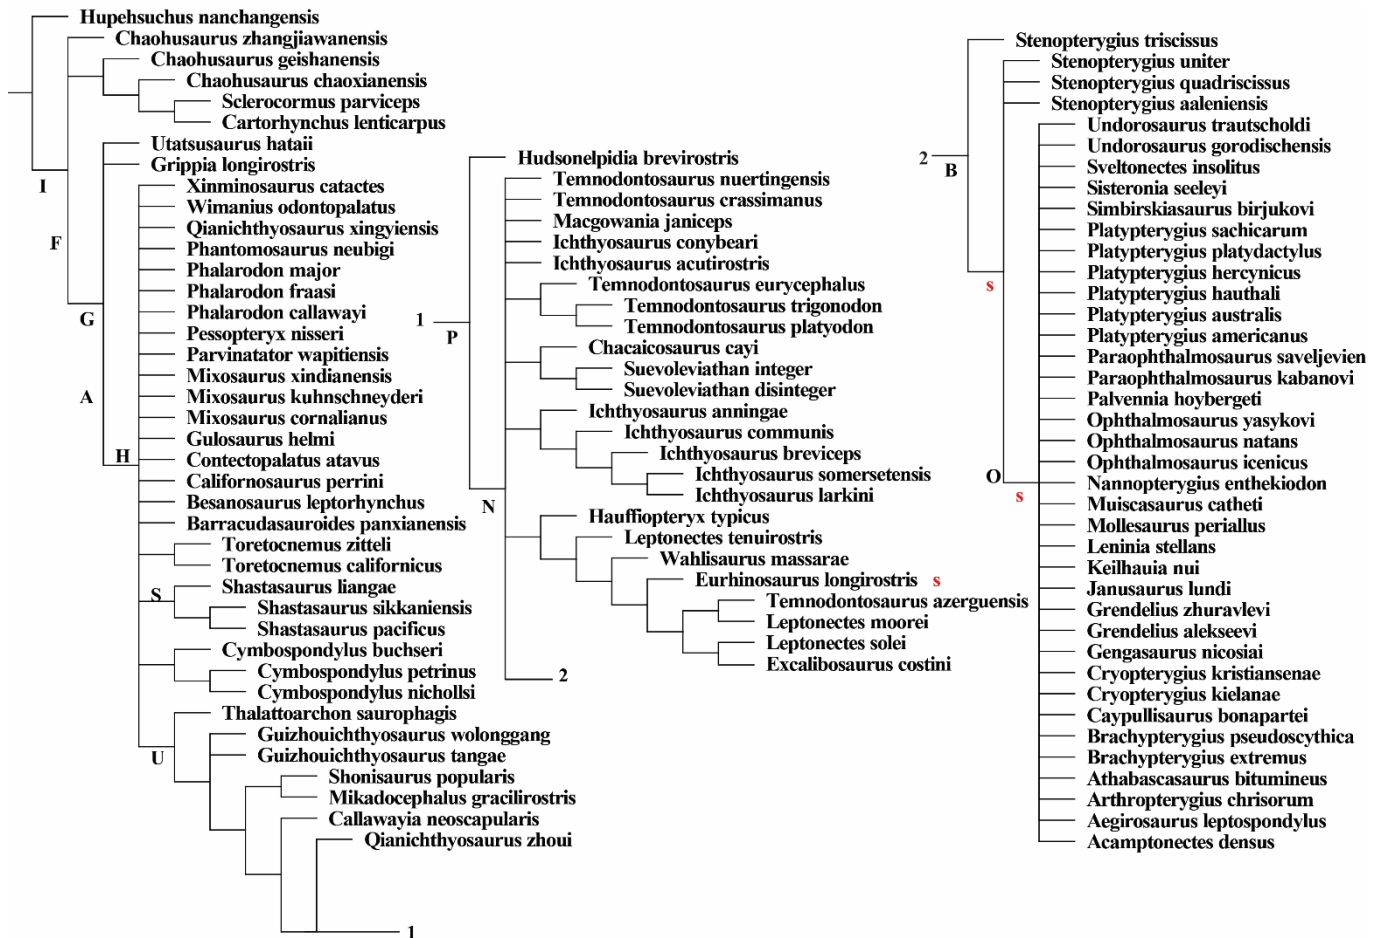 Hupehsuchus nanchangensis
Chaohusaurus zhangjiawanensis
Chaohusaurus geishanensis
Chaohusaurus chaoxianensis
Sclerocormus parviceps
Cartorhynchus lenticarpus
Utatsusaurus hataii
Grippia longirostris
I
Xinminosaurus catactes
Wimanius odontopalatus
Qianichthyosaurus xingyiensis
F
Phantomosaurus neubigi
Phalarodon major
Phalarodon fraasi
Phalarodon callawayi
G
Pessopteryx nisseri
Parvinatator wapitiensis
Mixosaurus xindianensis
A
Mixosaurus kuhnschneyderi
Mixosaurus cornalianus
Gulosaurus helmi
H
Contectopalatus atavus
Californosaurus perrini
Besanosaurus leptorhynchus
Barracudasauroides panxianensis
Toretocnemus zitteli
Toretocnemus californicus
Shastasaurus liangae
S
Shastasaurus sikkaniensis
Shastasaurus pacificus
Cymbospondylus buchseri
Cymbospondylus petrinus
Cymbospondylus nichollsi
Thalattoarchon saurophagis
Guizhouichthyosaurus wolonggang
U
Guizhouichthyosaurus tangae
Shonisaurus popularis
Mikadocephalus gracilirostris
Callawayia neoscapularis
Qianichthyosaurus zhoui
1
Hudsonelpidia brevirostris
Temnodontosaurus nuertingensis
Temnodontosaurus crassimanus
Macgowania janiceps
Ichthyosaurus conybeari
Ichthyosaurus acutirostris
Temnodontosaurus eurycephalus
Temnodontosaurus trigonodon
1
Temnodontosaurus platyodon
P
Chacaicosaurus cayi
Suevoleviathan integer
Suevoleviathan disinteger
Ichthyosaurus anningae
Ichthyosaurus communis
Ichthyosaurus breviceps
Ichthyosaurus somersetensis
Ichthyosaurus larkini
N
Hauffiopteryx typicus
Leptonectes tenuirostris
Wahlisaurus massarae
Eurhinosaurus longirostris s
Temnodontosaurus azerguensis
Leptonectes moorei
Leptonectes solei
Excalibosaurus costini
2
Stenopterygius triscissus
Stenopterygius uniter
Stenopterygius quadriscissus
Stenopterygius aaleniensis
Undorosaurus trautscholdi
Undorosaurus gorodischensis
2
B
Sveltonectes insolitus
Sisteronia seeleyi
Simbirskiasaurus birjukovi
Platypterygius sachicarum
Platypterygius platydactylus
Platypterygius hercynicus
s
Platypterygius hauthali
Platypterygius australis
Platypterygius americanus
Paraophthalmosaurus saveljevien
Paraophthalmosaurus kabanovi
Palvennia hoybergeti
Ophthalmosaurus yasykovi
Ophthalmosaurus natans
Ophthalmosaurus icenicus
O
Nannopterygius enthekiodon
s
Muiscasaurus catheti
Mollesaurus periallus
Leninia stellans
Keilhauia nui
Janusaurus lundi
Grendelius zhuravlevi
Grendelius alekseevi
Gengasaurus nicosiai
Cryopterygius kristiansenae
Cryopterygius kielanae
Caypullisaurus bonapartei
Brachypterygius pseudoscythica
Brachypterygius extremus
Athabascasaurus bitumineus
Arthropterygius chrisorum
Aegirosaurus leptospondylus
Acamptonectes densus